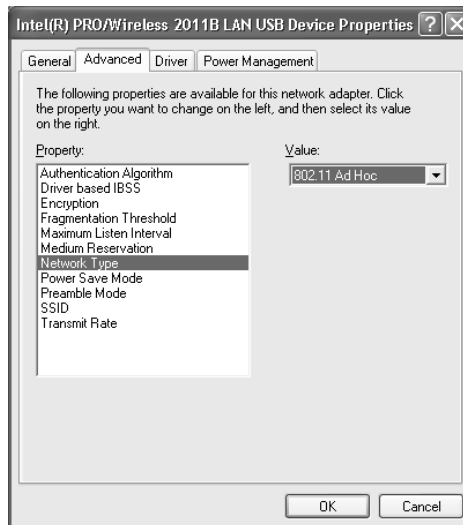 Intel(R) PRO/Wireless 2011B LAN USB Device Properties ? X
General Advanced Driver Power Management
The following properties are available for this network adapter. Click
the property you want to change on the left, and then select its value
on the right.
Property: Value:
Authentication Algorithm 802.11 Ad Hoc
Driver based IBSS
Encryption
Fragmentation Threshold
Maximum Listen Interval
Medium Reservation
Network Type
Power Save Mode
Preamble Mode
SSID
Transmit Rate
OK Cancel